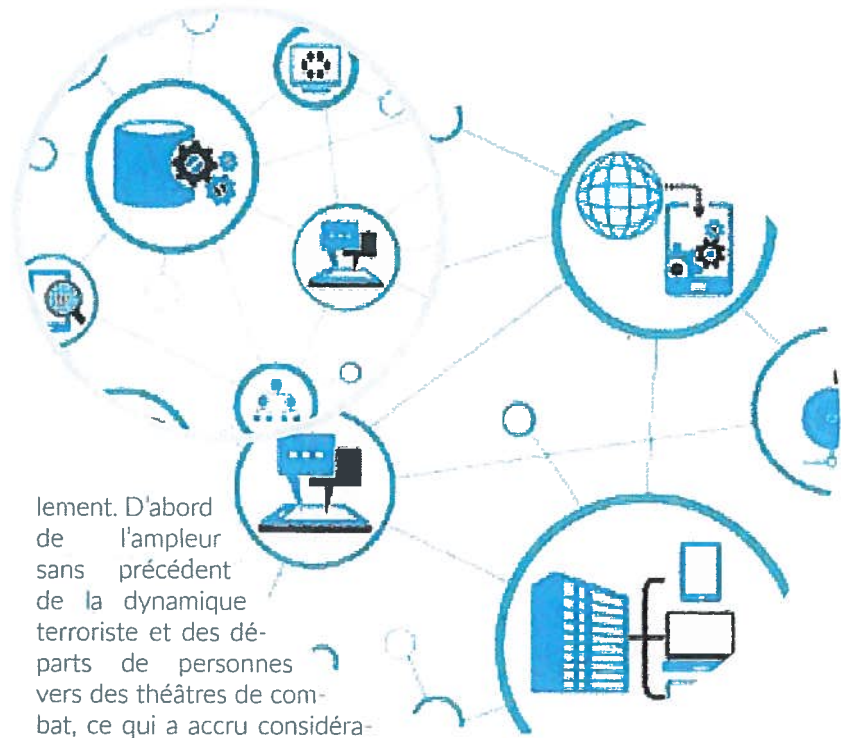 lement. D'abord
de l'ampleur
sans précédent
de la dynamique
terroriste et des dé-
parts de personnes
vers des théâtres de com-
bat, ce qui a accru considéra-